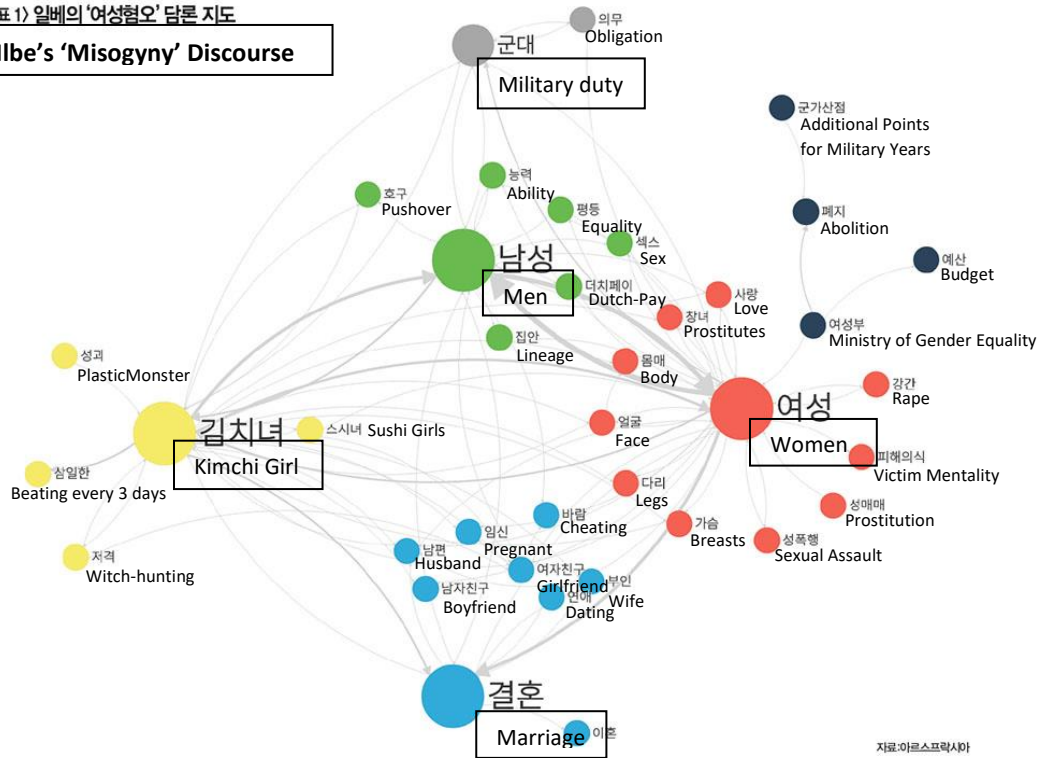 표 1> 일베의 ‘여성혐오’ 담론 지도
Ilbe’s ‘Misogyny’ Discourse
군대
Military duty
의무
Obligation
군가산점
Additional Points
for Military Years
폐지
Abolition
예산
Budget
여성부
Ministry of Gender Equality
호구
Pushover
능력
Ability
평등
Equality
섹스
Sex
남성
Men
더치페이
Dutch-Pay
집안
Lineage
사랑
Love
창녀
Prostitutes
몸매
Body
얼굴
Face
다리
Legs
가슴
Breasts
여성
Women
강간
Rape
피해의식
Victim Mentality
성매매
Prostitution
성폭행
Sexual Assault
성괴
PlasticMonster
김치녀
Kimchi Girl
스시녀 Sushi Girls
삼일한
Beating every 3 days
저격
Witch-hunting
바람
Cheating
임신
Pregnant
남편
Husband
여자친구
Girlfriend
부인
Wife
남자친구
Boyfriend
연애
Dating
결혼
Marriage
이혼
자료:아르스프락시아